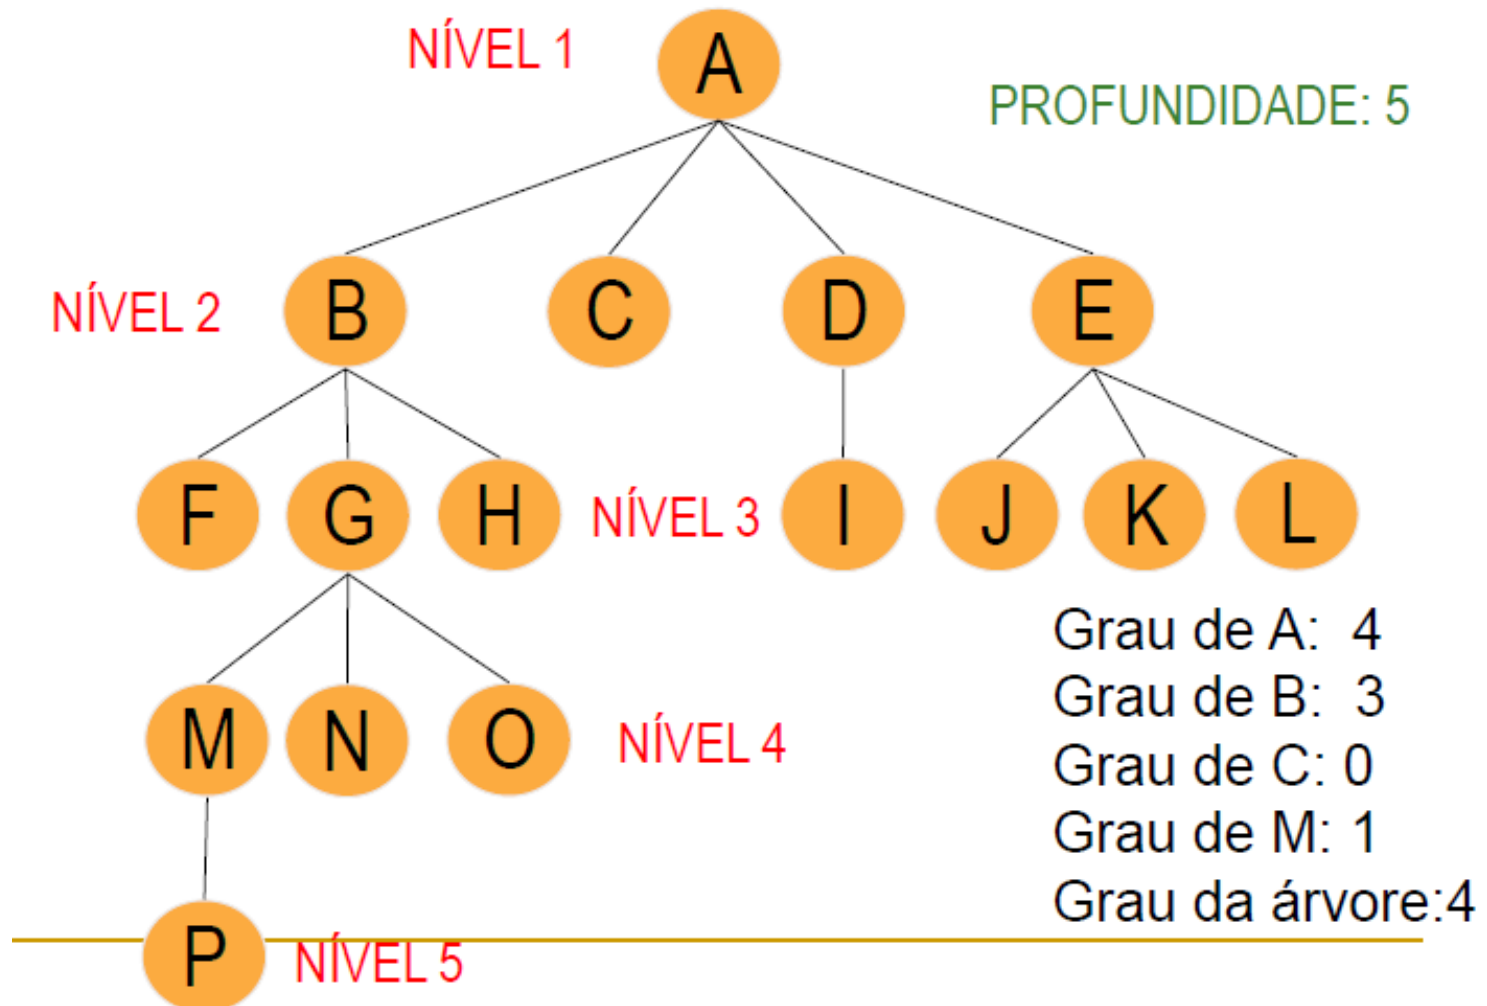 NÍVEL 1
A
PROFUNDIDADE: 5
NÍVEL 2
B
C
D
E
F
G
H
NÍVEL 3
I
J
K
L
M
N
O
NÍVEL 4
Grau de A: 4
Grau de B: 3
Grau de C: 0
Grau de M: 1
Grau da árvore:4
P
NÍVEL 5